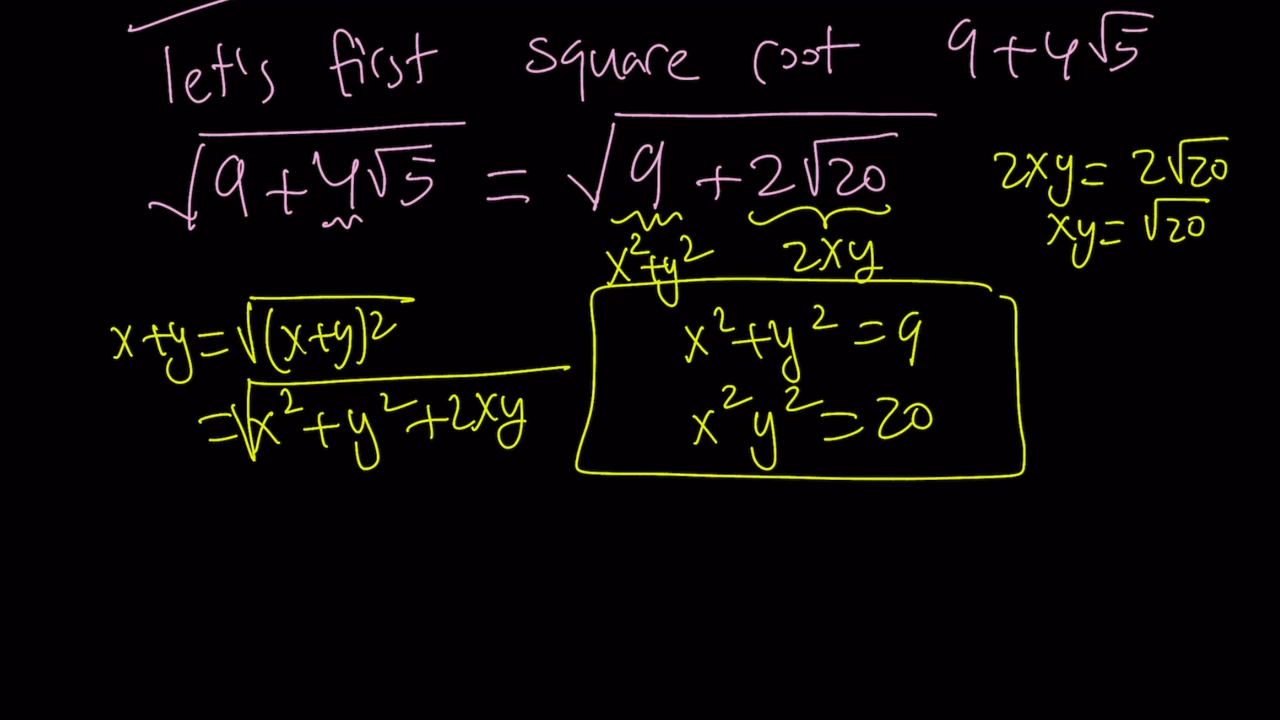 let's first square root 9+4√5
√(9+4√5) = √(9+2√20)
2xy = 2√20
xy = √20
x²+y² 2xy
x+y = √((x+y)²)
= √(x²+y²+2xy)
x²+y² = 9
x²y² = 20